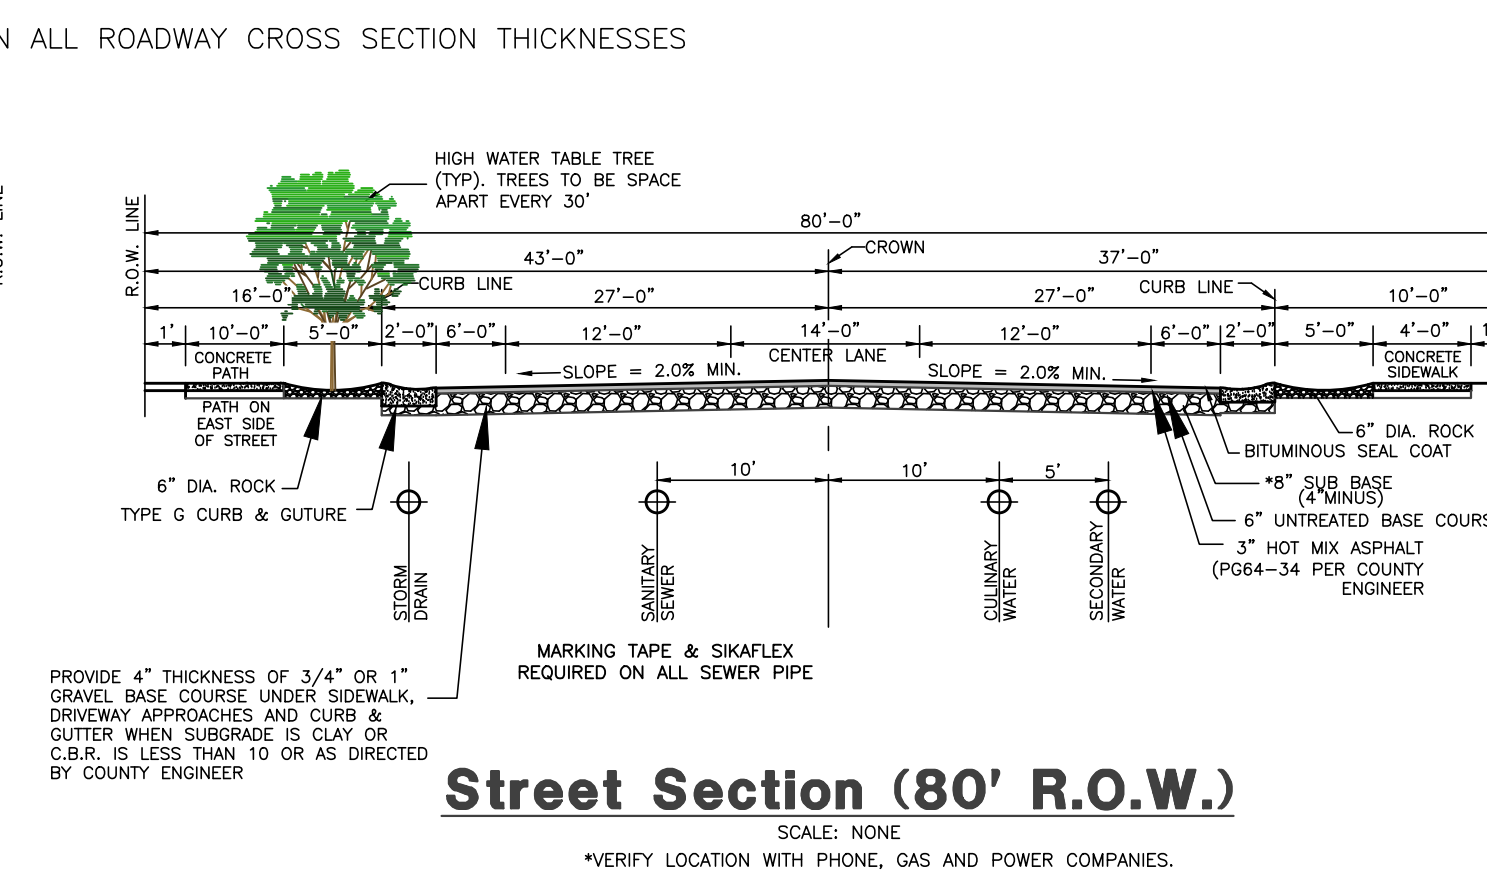 N ALL ROADWAY CROSS SECTION THICKNESSES
HIGH WATER TABLE TREE
(TYP). TREES TO BE SPACE
APART EVERY 30'
R.O.W. LINE
80'-0"
CROWN
43'-0"
37'-0"
CURB LINE
CURB LINE
16'-0"
27'-0"
27'-0"
10'-0"
1'
10'-0"
5'-0"
2'-0"
6'-0"
12'-0"
14'-0"
12'-0"
6'-0"
2'-0"
5'-0"
4'-0"
CONCRETE
PATH
CENTER LANE
CONCRETE
SIDEWALK
SLOPE = 2.0% MIN.
SLOPE = 2.0% MIN.
PATH ON
EAST SIDE
OF STREET
6" DIA. ROCK
TYPE G CURB & GUTURE
6" DIA. ROCK
BITUMINOUS SEAL COAT
*8" SUB BASE
(4"MINUS)
6" UNTREATED BASE COURS
3" HOT MIX ASPHALT
(PG64-34 PER COUNTY
ENGINEER
10'
10'
5'
STORM
DRAIN
SANITARY
SEWER
CULINARY
WATER
SECONDARY
WATER
MARKING TAPE & SIKAFLEX
REQUIRED ON ALL SEWER PIPE
PROVIDE 4" THICKNESS OF 3/4" OR 1"
GRAVEL BASE COURSE UNDER SIDEWALK,
DRIVEWAY APPROACHES AND CURB &
GUTTER WHEN SUBGRADE IS CLAY OR
C.B.R. IS LESS THAN 10 OR AS DIRECTED
BY COUNTY ENGINEER
Street Section (80' R.O.W.)
SCALE: NONE
*VERIFY LOCATION WITH PHONE, GAS AND POWER COMPANIES.